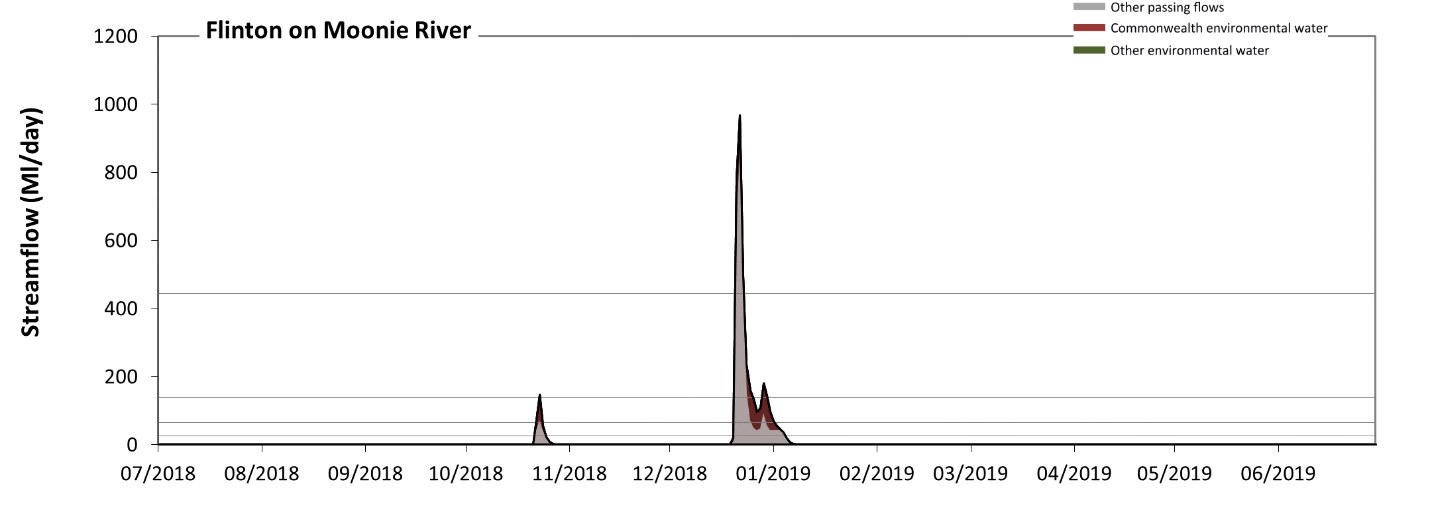 Other passing flows
Flinton on Moonie River
Commonwealth environmental water
Other environmental water
Streamflow (Ml/day)
1200
1000
800
600
400
200
0
07/2018 08/2018 09/2018 10/2018 11/2018 12/2018 01/2019 02/2019 03/2019 04/2019 05/2019 06/2019